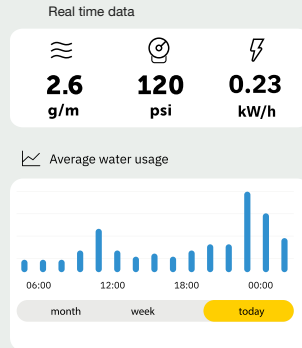 Real time data
2.6 120 0.23
g/m psi kW/h
Average water usage
06:00 12:00 18:00 00:00
month week today